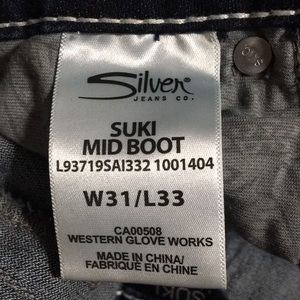 Silver
JEANS CO.
SUKI
MID BOOT
L93719SAI332 1001404
W31/L33
CA00508
WESTERN GLOVE WORKS
MADE IN CHINA/
FABRIQUÉ EN CHINE
SUKI